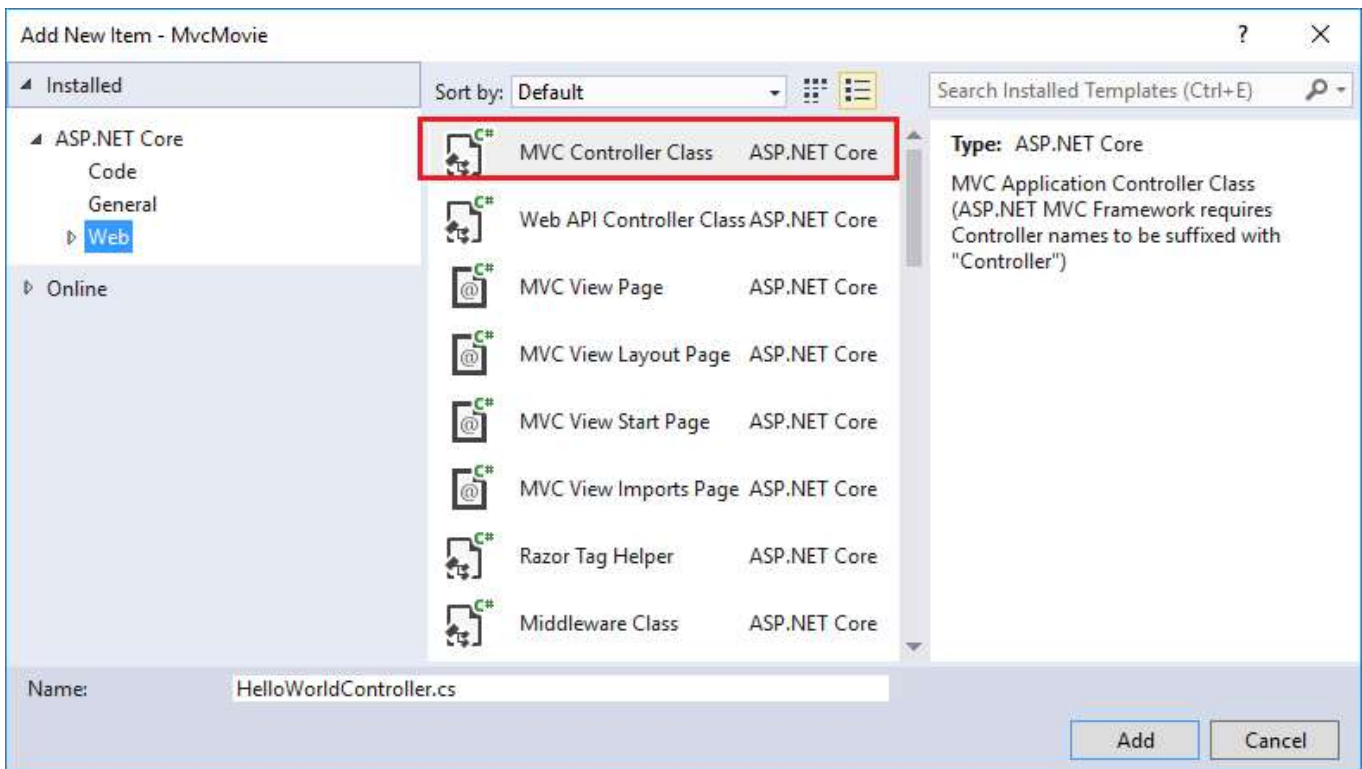 Add New Item - MvcMovie
?
Installed
Sort by: Default
Search Installed Templates (Ctrl+E)
ASP.NET Core
Code
General
Web
Online
C#
MVC Controller Class ASP.NET Core
C#
Web API Controller Class ASP.NET Core
C#
@
MVC View Page ASP.NET Core
C#
@
MVC View Layout Page ASP.NET Core
C#
@
MVC View Start Page ASP.NET Core
C#
@
MVC View Imports Page ASP.NET Core
C#
Razor Tag Helper ASP.NET Core
C#
Middleware Class ASP.NET Core
Type: ASP.NET Core
MVC Application Controller Class
(ASP.NET MVC Framework requires
Controller names to be suffixed with
"Controller")
Name: HelloWorldController.cs
Add
Cancel